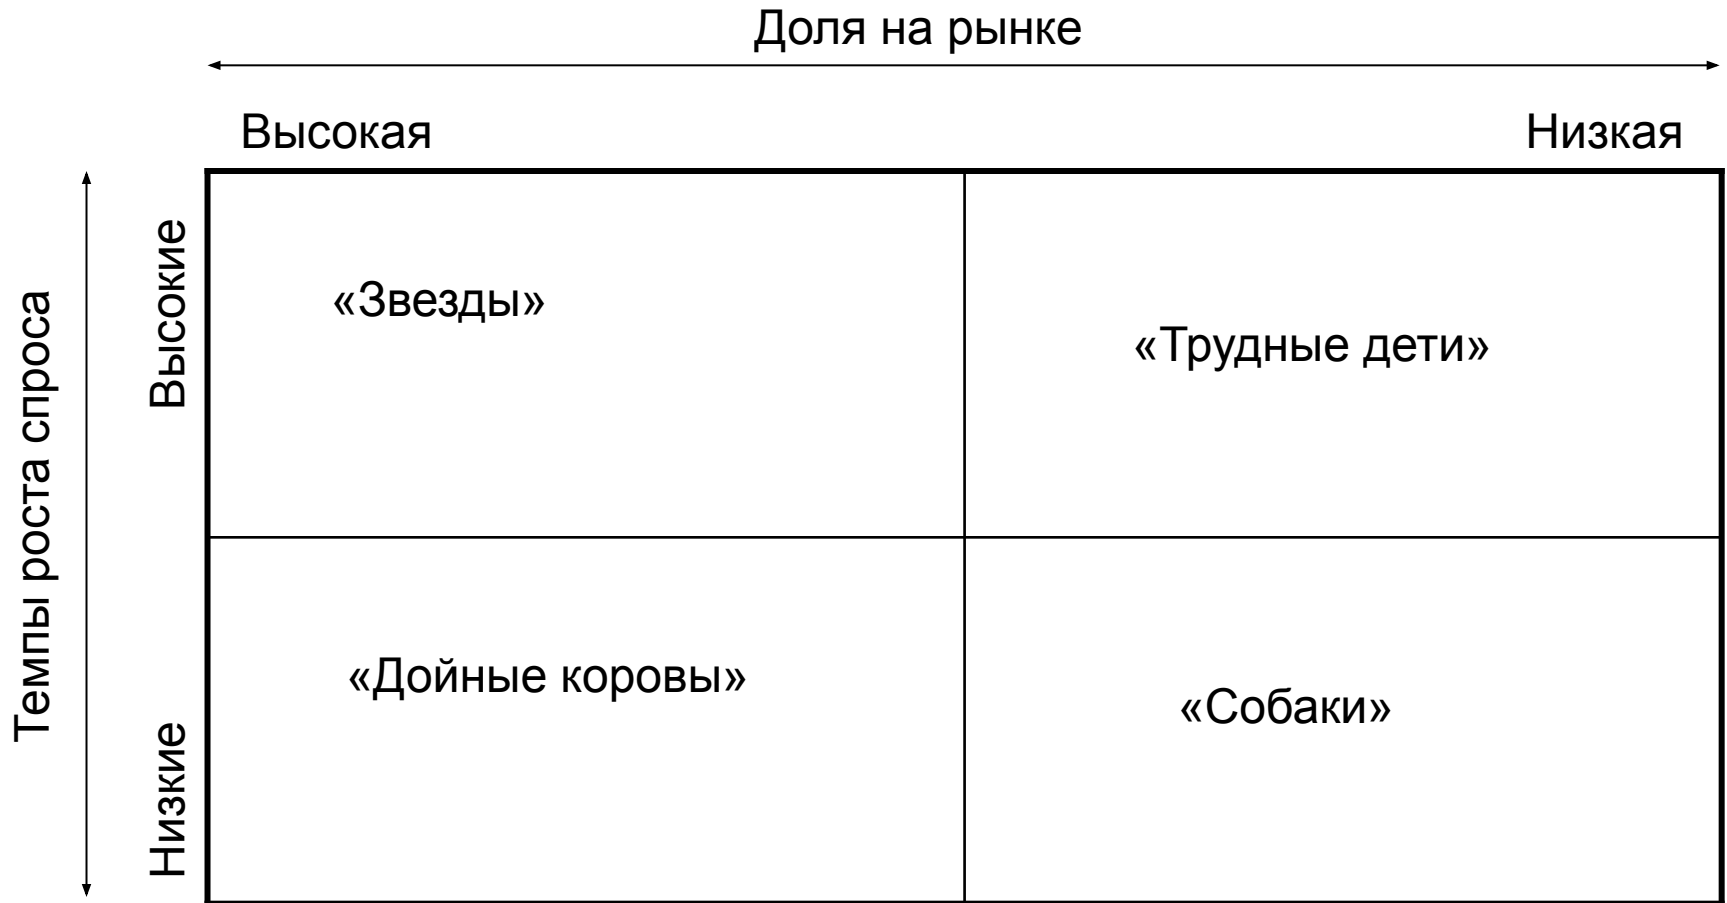 Доля на рынке
Высокая
Низкая
Темпы роста спроса
Высокие
«Звезды»
«Трудные дети»
Низкие
«Дойные коровы»
«Собаки»